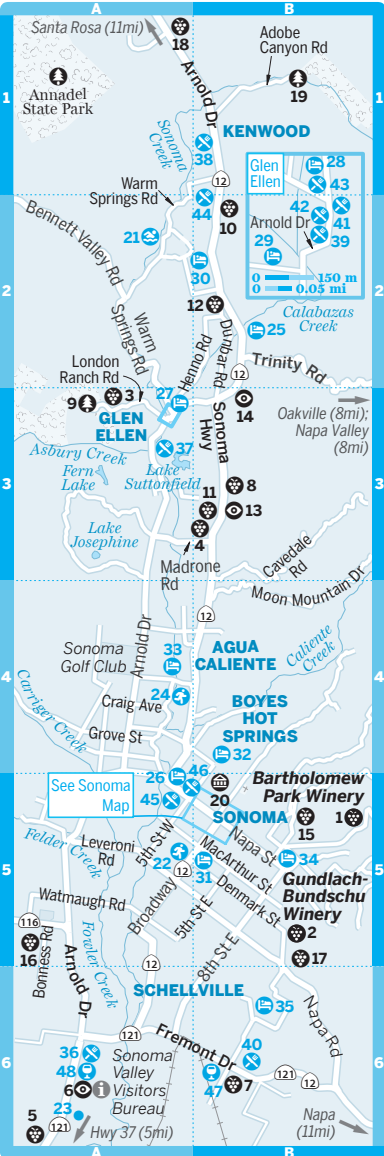 A
B
Santa Rosa (11mi)
18
Arnold Dr
Adobe
Canyon Rd
1
Annadel
State Park
19
1
Sonoma
Creek
KENWOOD
38
12
Glen
Ellen
28
43
Warm
Springs Rd
44
10
42
41
Arnold Dr
39
29
0 150 m
0 0.05 mi
Bennett Valley Rd
21
30
2
2
12
Calabazas
Creek
25
Warm
Springs Rd
Henno Rd
Dunbar Rd
Trinity Rd
12
London
Ranch Rd
9
3
27
14
Oakville (8mi);
Napa Valley
(8mi)
GLEN
ELLEN
Sonoma
Hwy
Asbury Creek
37
Fern
Lake
Lake
Suttonfield
3
3
11
8
13
4
Lake
Josephine
Madrone
Rd
Cavedale
Rd
Moon Mountain Dr
12
Arnold Dr
Sonoma
Golf Club
33
AGUA
CALIENTE
Caliente
Creek
4
4
24
Craig Ave
BOYES
HOT
SPRINGS
Carriger Creek
Grove St
32
26
46
See Sonoma
Map
45
20
Bartholomew
Park Winery
SONOMA
15
1
Felder Creek
Leveroni
Rd
5th St W
Napa St
22
12
31
MacArthur St
34
5
5
Broadway
Denmark St
Gundlach-
Bundschu
Winery
Watmaugh Rd
5th St E
116
Bonness Rd
16
Arnold Dr
Fowler Creek
8th St E
2
17
12
SCHELLVILLE
35
Napa Rd
121
Fremont Dr
36
48
6
Sonoma
Valley
Visitors
Bureau
40
6
6
47
7
121
12
23
5
121
Hwy 37 (5mi)
Napa
(11mi)
A
B